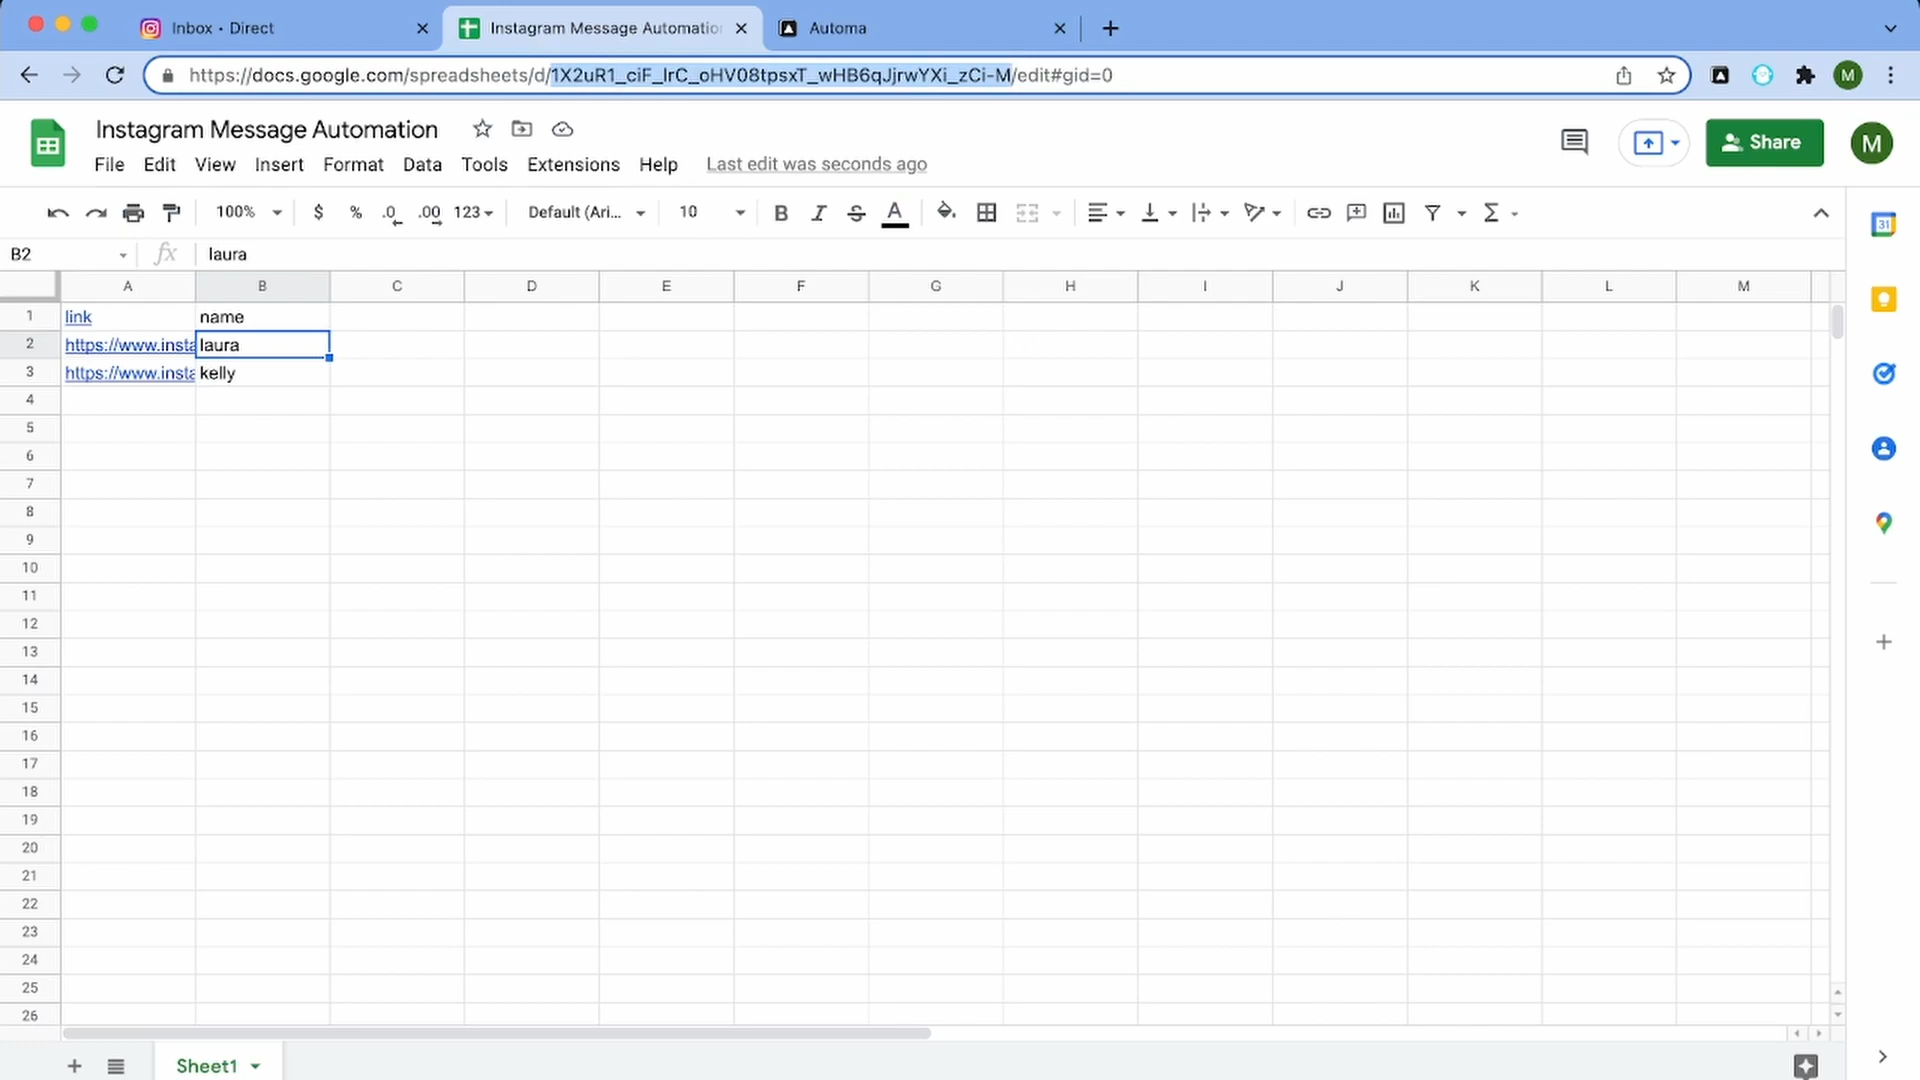 Inbox • Direct
Instagram Message Automation
Automa
https://docs.google.com/spreadsheets/d/1X2uR1_ciF_lrC_oHV08tpsxT_wHB6qJjrwYXi_zCi-M/edit#gid=0
M
Instagram Message Automation
Share
M
File Edit View Insert Format Data Tools Extensions Help Last edit was seconds ago
100% $ % .0 .00 123 Default (Ari... 10 B I S A
31
B2 fx laura
A B C D E F G H I J K L M
1 link name
2 https://www.insta laura
3 https://www.insta kelly
4
5
6
7
8
9
10
11
12
13
14
15
16
17
18
19
20
21
22
23
24
25
26
Sheet1